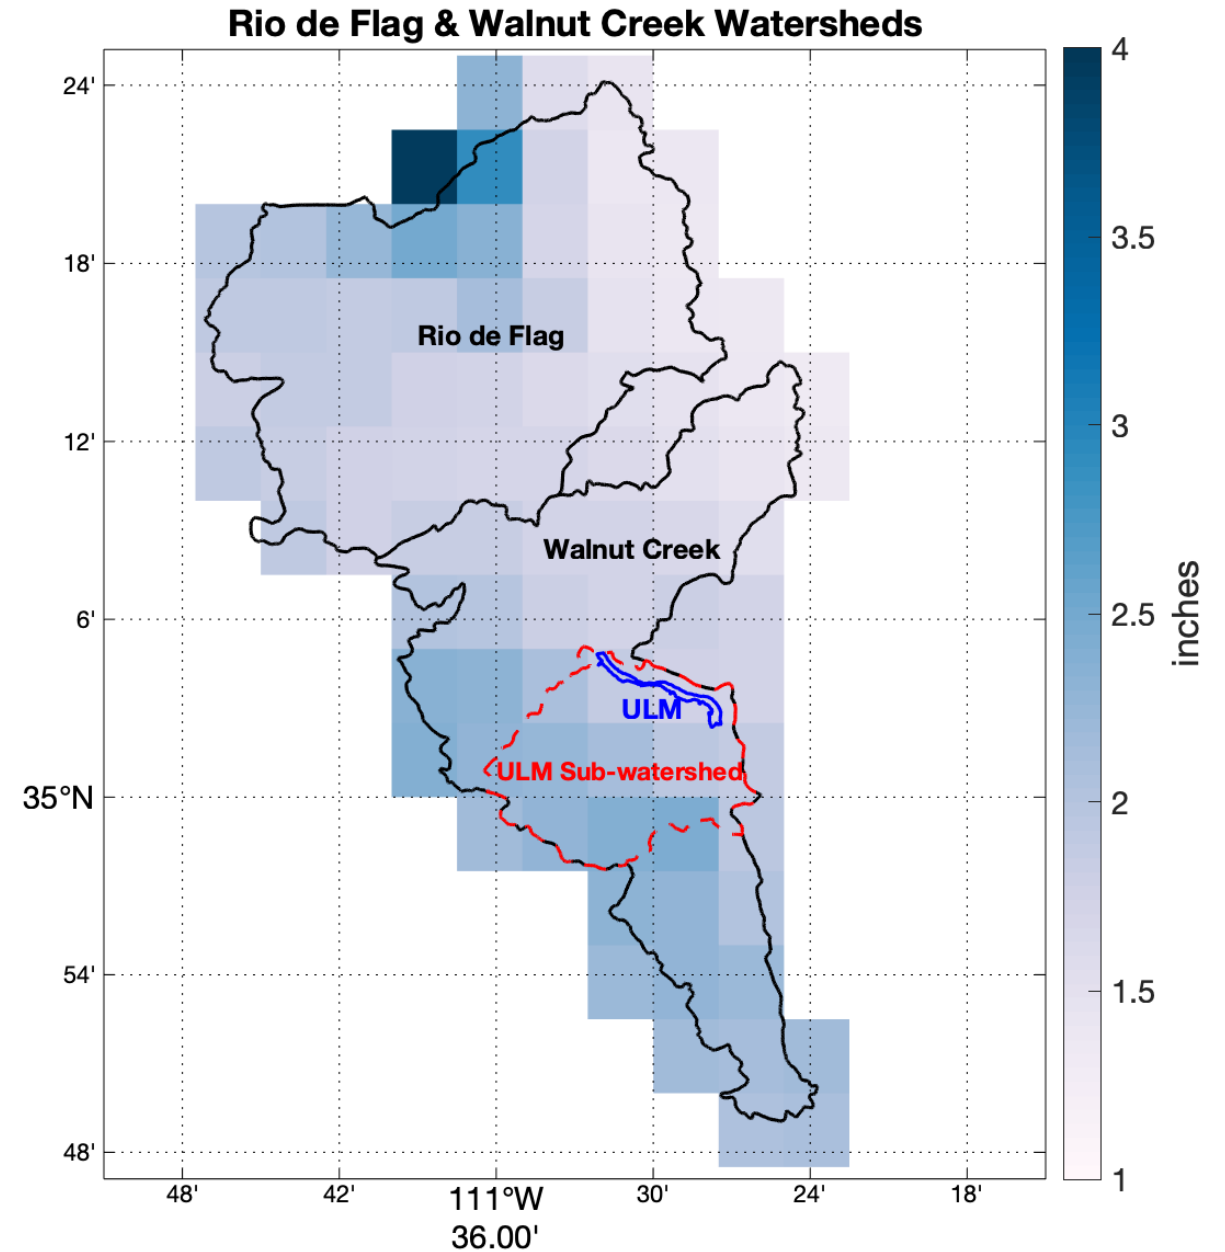 Rio de Flag & Walnut Creek Watersheds
24'
18'
12'
6'
35°N
54'
48'
Rio de Flag
Walnut Creek
ULM
ULM Sub-watershed
48'
42'
111°W
36.00'
30'
24'
18'
4
3.5
3
2.5
2
1.5
1
inches